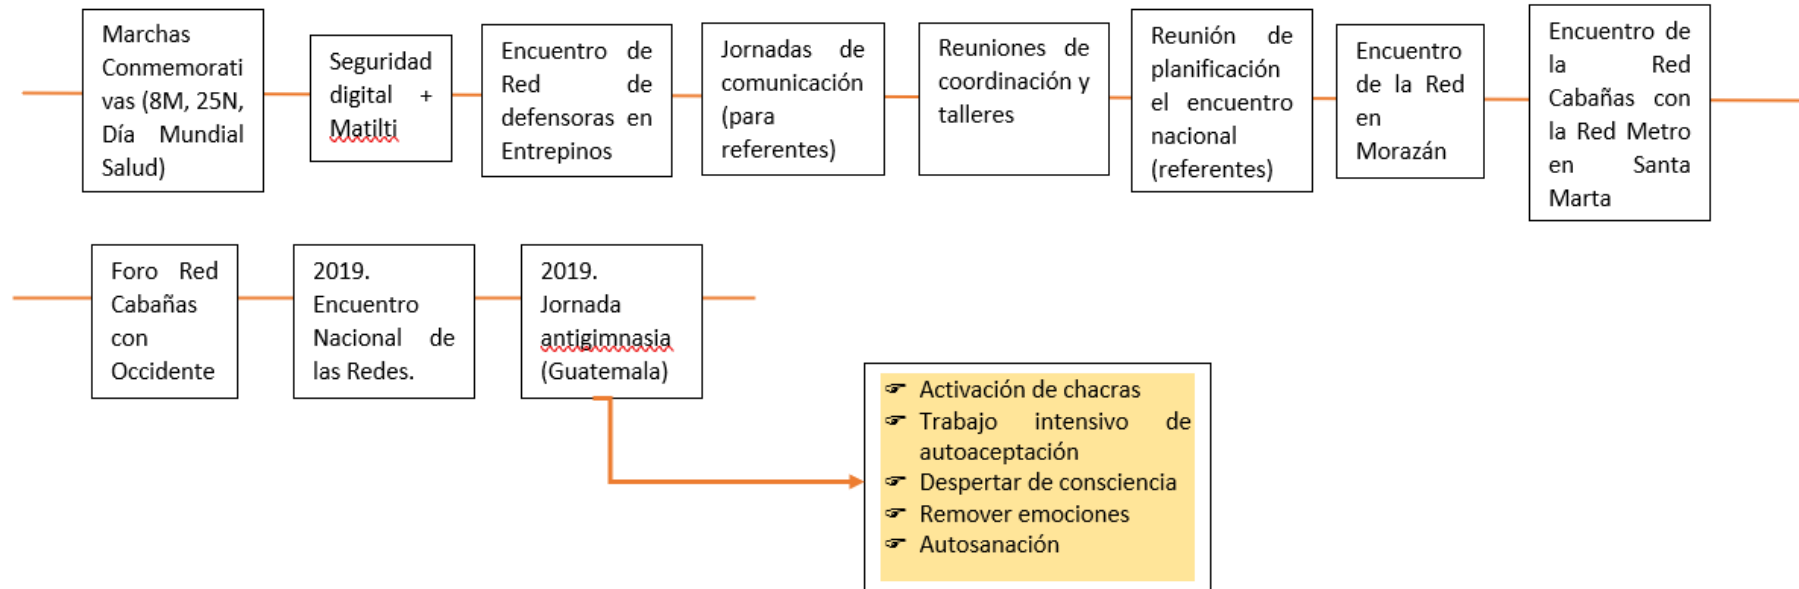 Marchas
Conmemorati
vas (8M, 25N,
Día Mundial
Salud)
Seguridad
digital +
Matilti
Encuentro de
Red de
defensoras en
Entrepinos
Jornadas de
comunicación
(para
referentes)
Reuniones de
coordinación y
talleres
Reunión de
planificación
el encuentro
nacional
(referentes)
Encuentro
de la Red
en
Morazán
Encuentro de
la Red
Cabañas con
la Red Metro
en Santa
Marta
Foro Red
Cabañas
con
Occidente
2019.
Encuentro
Nacional de
las Redes.
2019.
Jornada
antigimnasia
(Guatemala)
☞ Activación de chacras
☞ Trabajo intensivo de
autoaceptación
☞ Despertar de consciencia
☞ Remover emociones
☞ Autosanación